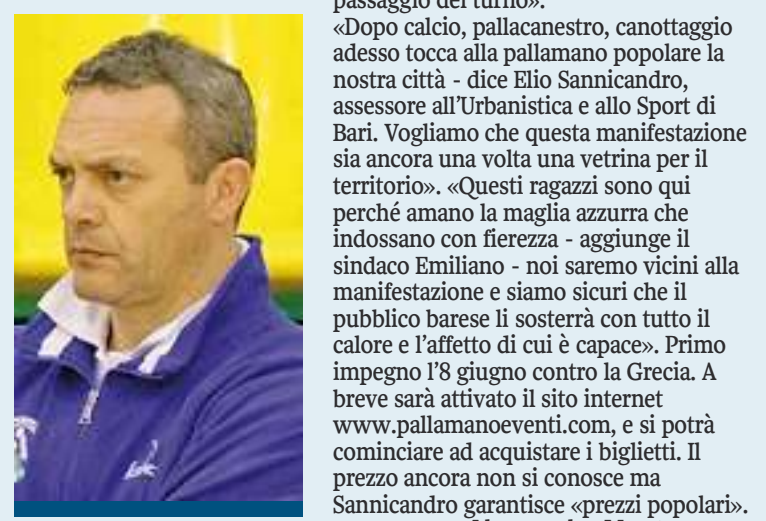 passaggio del turno».
«Dopo calcio, pallacanestro, canottaggio
adesso tocca alla pallamano popolare la
nostra città - dice Elio Sannicandro,
assessore all'Urbanistica e allo Sport di
Bari. Vogliamo che questa manifestazione
sia ancora una volta una vetrina per il
territorio». «Questi ragazzi sono qui
perché amano la maglia azzurra che
indossano con fierezza - aggiunge il
sindaco Emiliano - noi saremo vicini alla
manifestazione e siamo sicuri che il
pubblico barese li sosterrà con tutto il
calore e l'affetto di cui è capace». Primo
impegno l'8 giugno contro la Grecia. A
breve sarà attivato il sito internet
www.pallamanoeventi.com, e si potrà
cominciare ad acquistare i biglietti. Il
prezzo ancora non si conosce ma
Sannicandro garantisce «prezzi popolari».